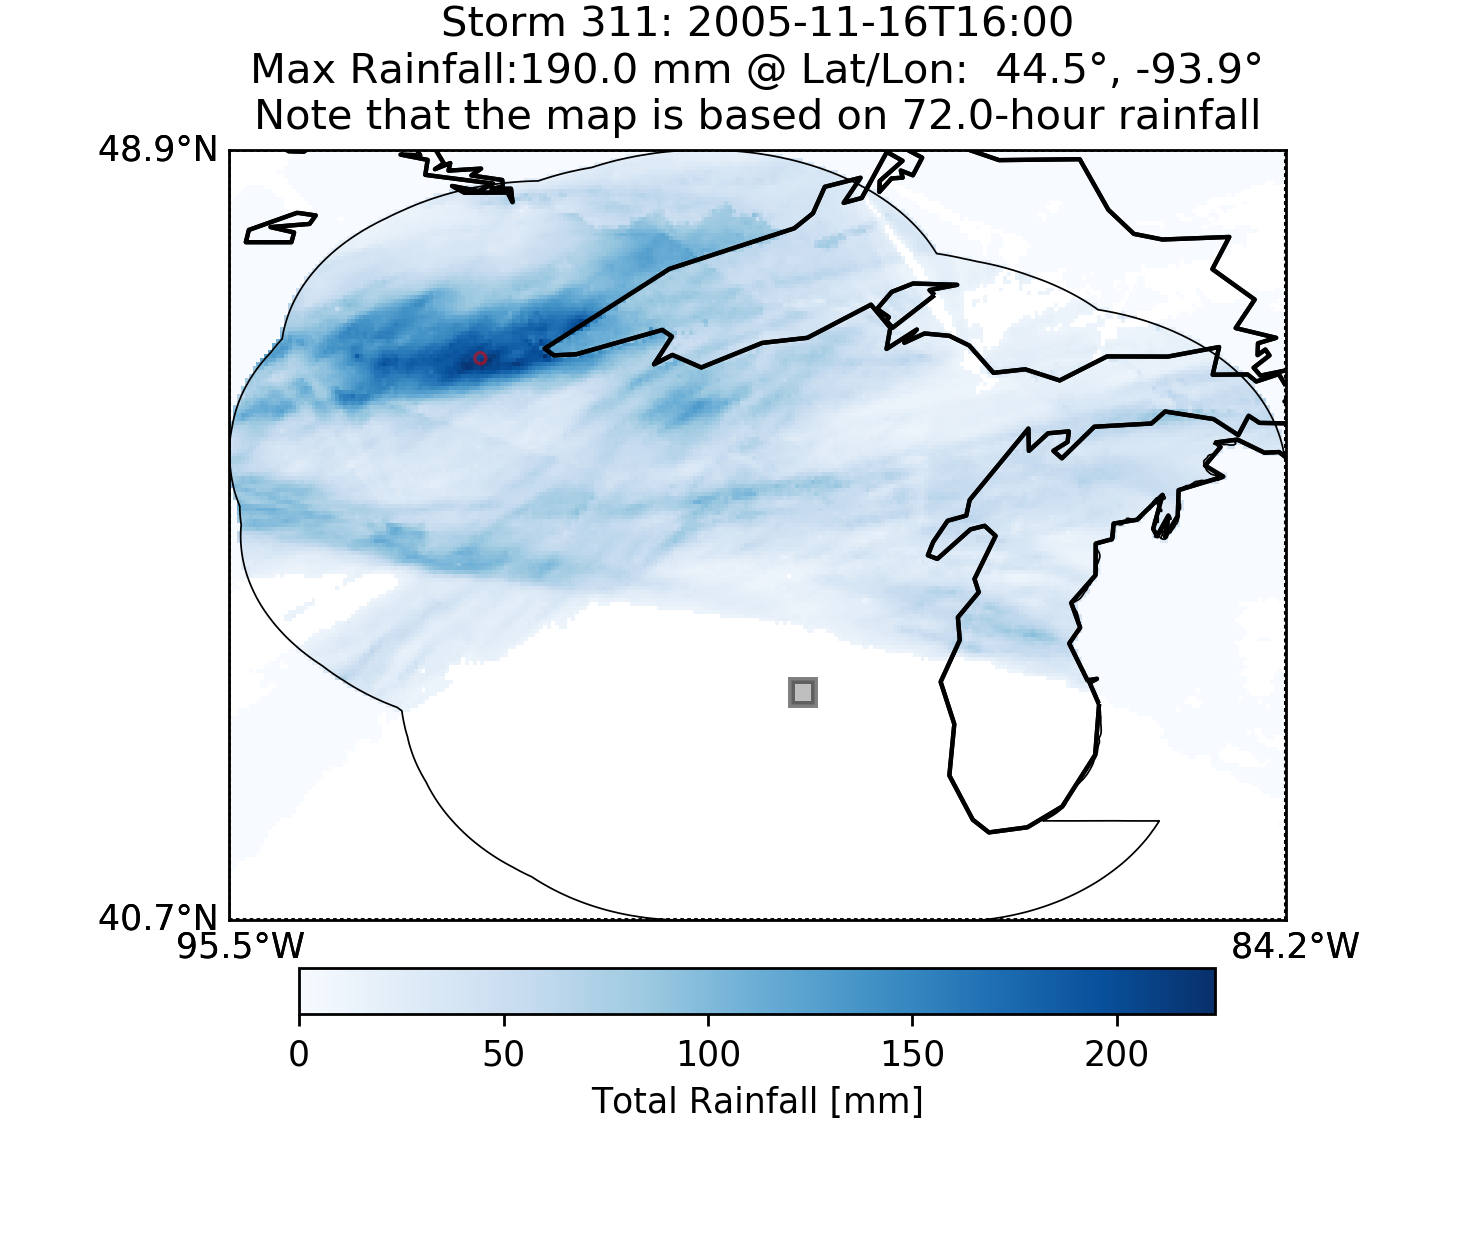 Storm 311: 2005-11-16T16:00
Max Rainfall:190.0 mm @ Lat/Lon:  44.5°, -93.9°
Note that the map is based on 72.0-hour rainfall
48.9°N
40.7°N
95.5°W
84.2°W
0 50 100 150 200
Total Rainfall [mm]